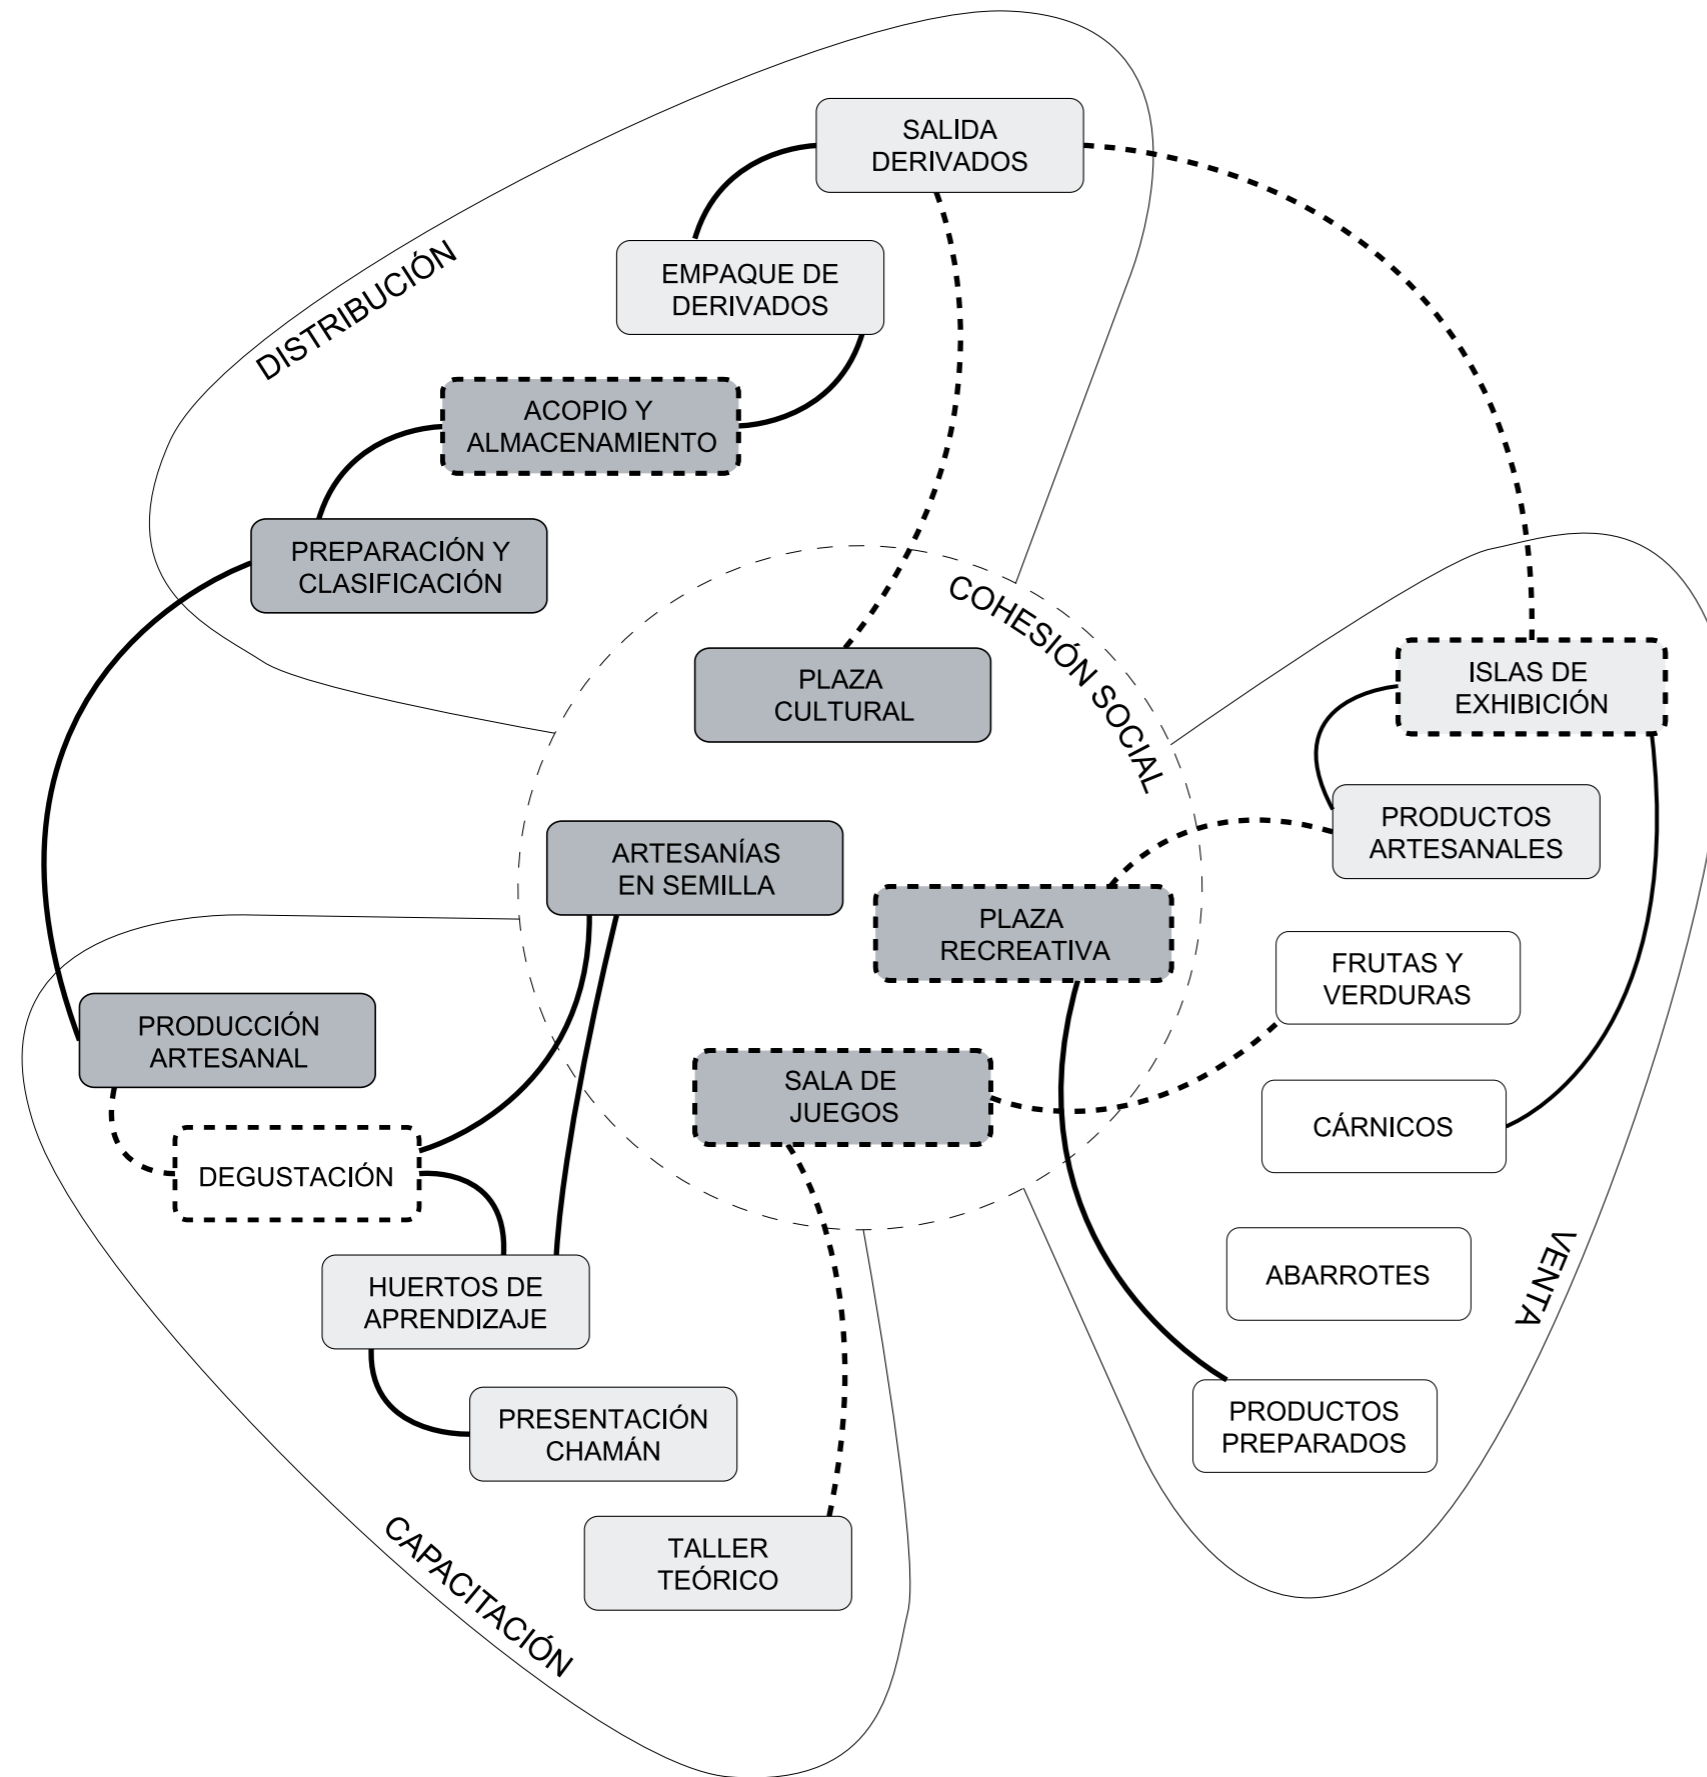 SALIDA
DERIVADOS
EMPAQUE DE
DERIVADOS
DISTRIBUCIÓN
ACOPIO Y
ALMACENAMIENTO
PREPARACIÓN Y
CLASIFICACIÓN
COHESIÓN SOCIAL
PLAZA
CULTURAL
ISLAS DE
EXHIBICIÓN
PRODUCTOS
ARTESANALES
ARTESANÍAS
EN SEMILLA
PLAZA
RECREATIVA
FRUTAS Y
VERDURAS
PRODUCCIÓN
ARTESANAL
SALA DE
JUEGOS
CÁRNICOS
DEGUSTACIÓN
ABARROTES
VENTA
HUERTOS DE
APRENDIZAJE
PRODUCTOS
PREPARADOS
PRESENTACIÓN
CHAMÁN
TALLER
TEÓRICO
CAPACITACIÓN